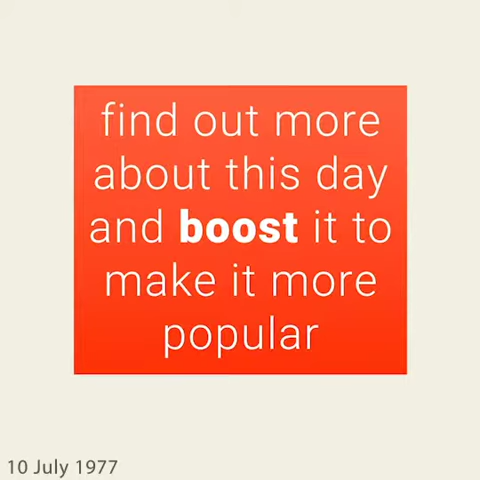 find out more
about this day
and boost it to
make it more
popular
10 July 1977